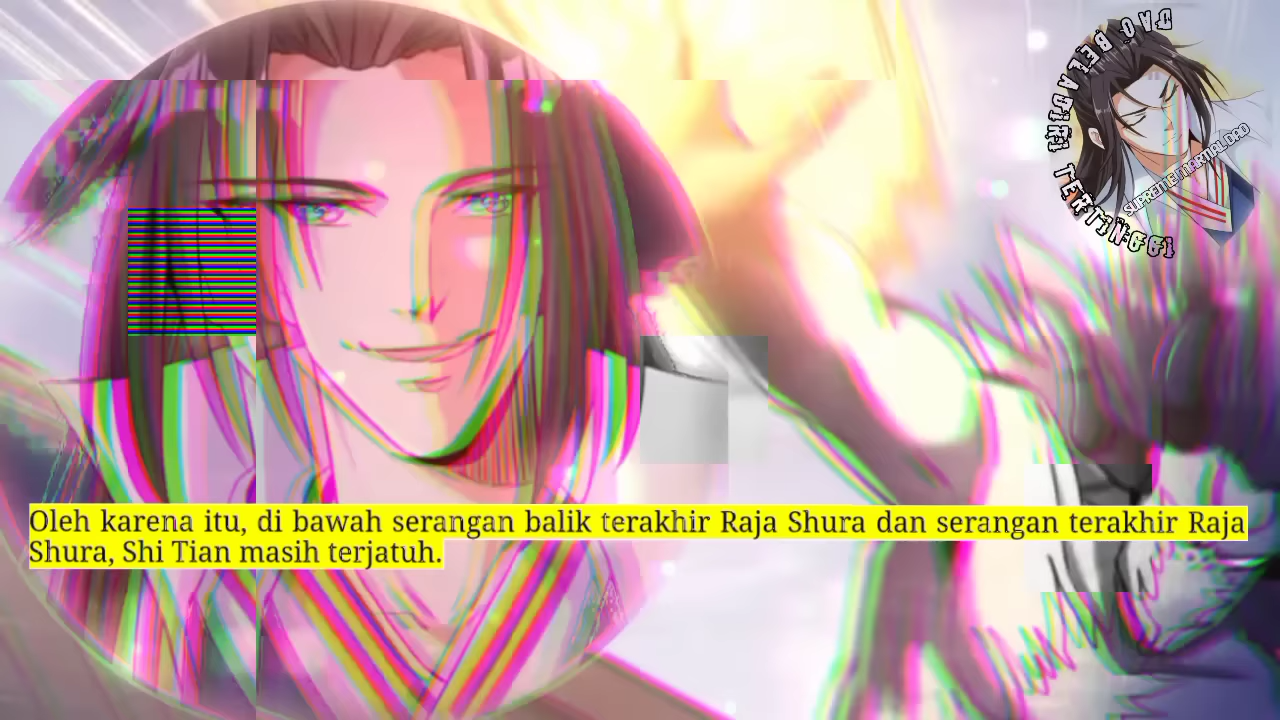 DAO BELADIRI TERTINGGI
SUPREMEMARTIALDAO
Oleh karena itu, di bawah serangan balik terakhir Raja Shura dan serangan terakhir Raja
Shura, Shi Tian masih terjatuh.